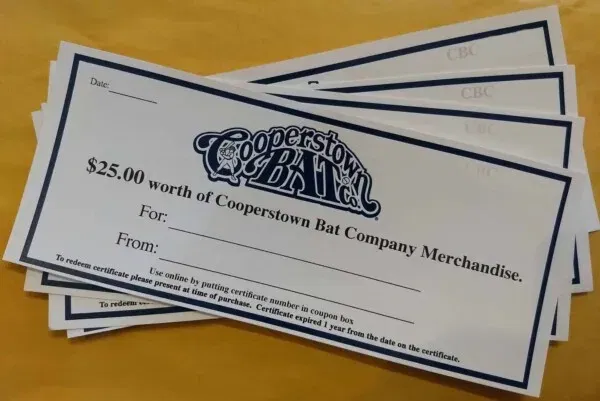 CBC
CBC
CBC
Date:
Cooperstown
BAT Co.
$25.00 worth of Cooperstown Bat Company Merchandise.
For:
From:
Use online by putting certificate number in coupon box
To redeem certificate please present at time of purchase. Certificate expired 1 year from the date on the certificate.
To redeem